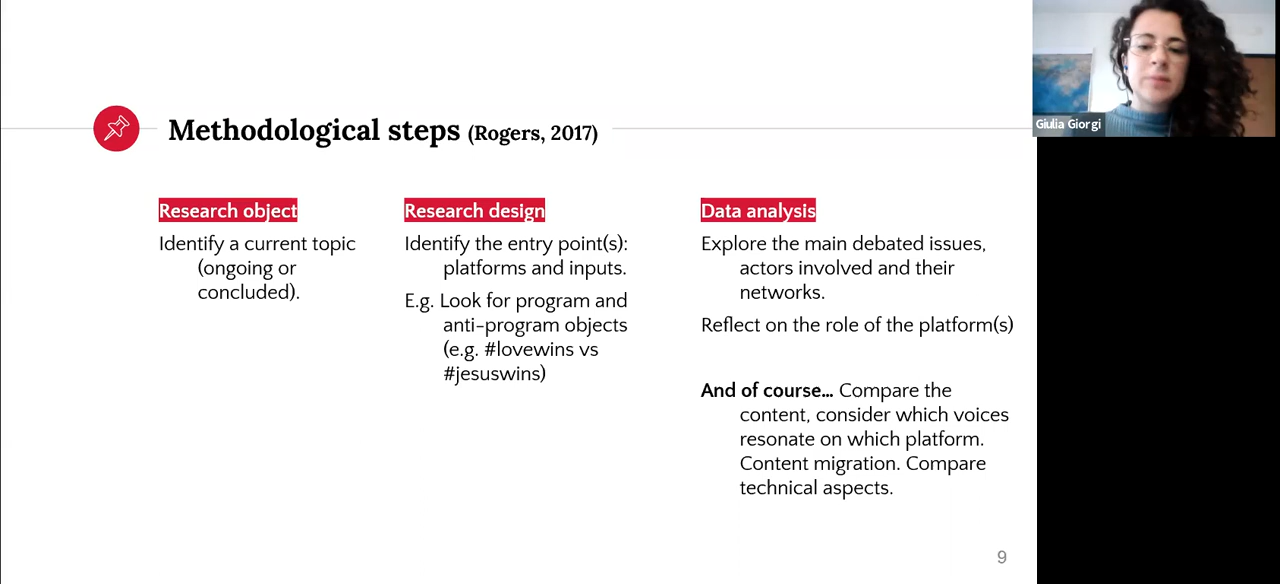 Methodological steps (Rogers, 2017)
Research object
Identify a current topic
(ongoing or
concluded).
Research design
Identify the entry point(s):
platforms and inputs.
E.g. Look for program and
anti-program objects
(e.g. #lovewins vs
#jesuswins)
Data analysis
Explore the main debated issues,
actors involved and their
networks.
Reflect on the role of the platform(s)
And of course... Compare the
content, consider which voices
resonate on which platform.
Content migration. Compare
technical aspects.
9
Giulia Giorgi